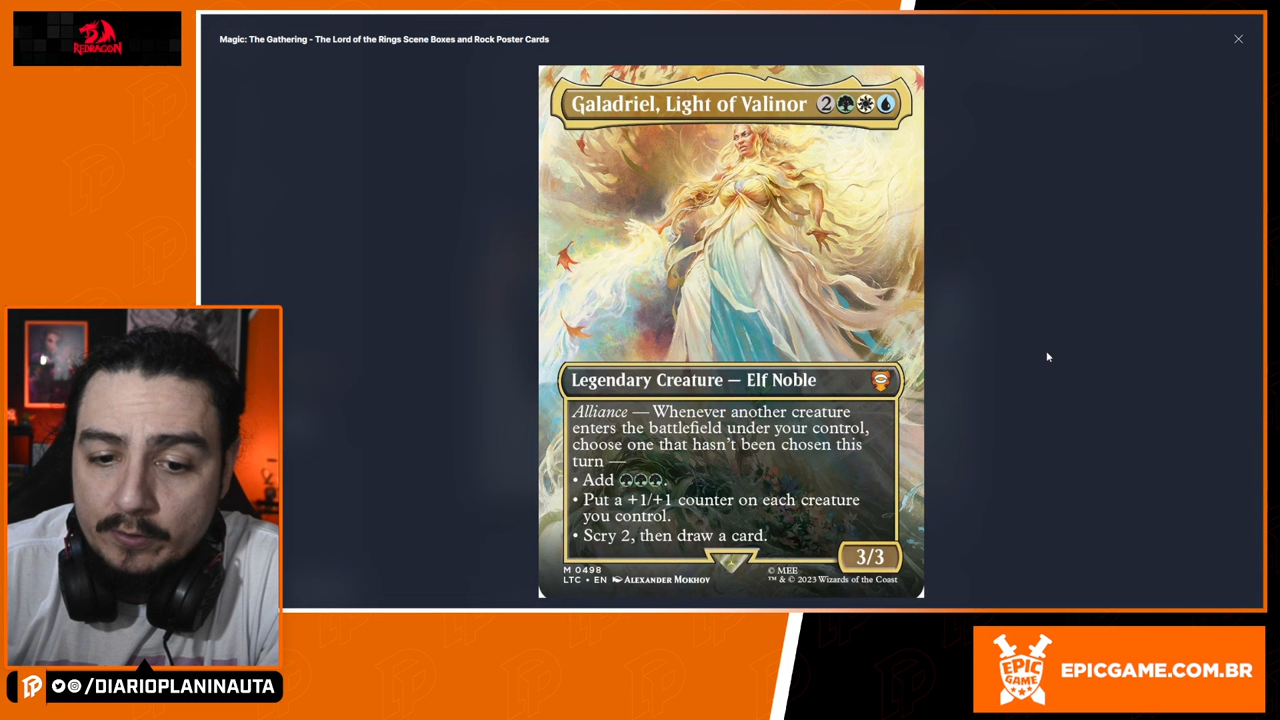 REDRAGON
Magic: The Gathering - The Lord of the Rings Scene Boxes and Rock Poster Cards
Galadriel, Light of Valinor 2
Legendary Creature — Elf Noble
Alliance — Whenever another creature
enters the battlefield under your control,
choose one that hasn't been chosen this
turn —
• Add
.
• Put a +1/+1 counter on each creature
you control.
• Scry 2, then draw a card.
3/3
M 0498
LTC • EN ALEXANDER MOKHOV
© MEE
™ & © 2023 Wizards of the Coast
/DIARIOPLANINAUTA
EPIC
GAME
EPICGAME.COM.BR